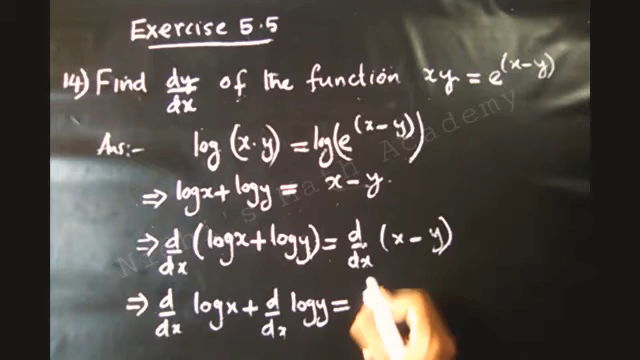 Exercise 5.5
14) Find dy/dx of the function xy = e^(x-y)
Ans:- log (x·y) = log(e^(x-y))
⇒ logx + logy = x - y.
⇒ d/dx (logx + logy) = d/dx (x - y)
⇒ d/dx logx + d/dx logy =